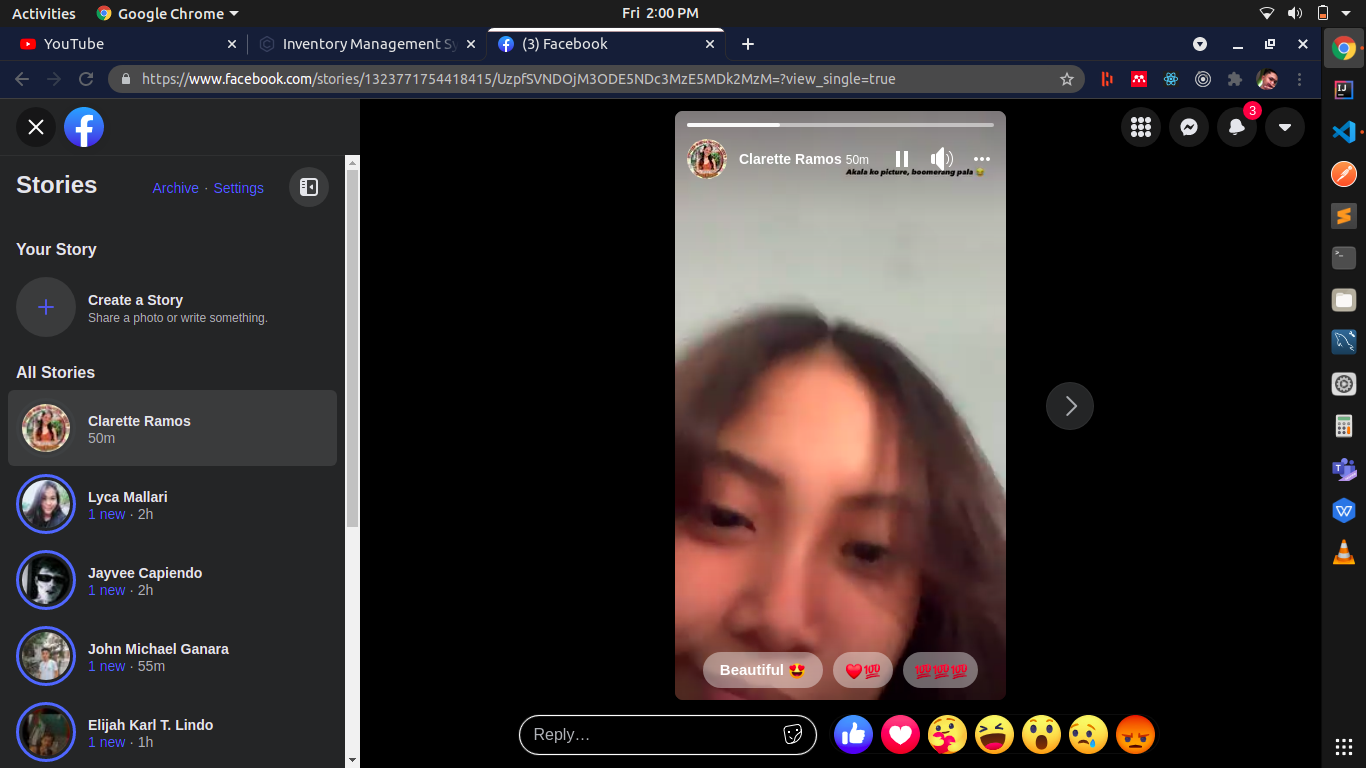 Activities
Google Chrome
Fri 2:00 PM
YouTube
Inventory Management Sy
(3) Facebook
https://www.facebook.com/stories/1323771754418415/UzpfSVNDOjM3ODE5NDc3MzE5MDk2MzM=?view_single=true
Stories
Archive · Settings
Your Story
Create a Story
Share a photo or write something.
All Stories
Clarette Ramos
50m
Lyca Mallari
1 new · 2h
Jayvee Capiendo
1 new · 2h
John Michael Ganara
1 new · 55m
Elijah Karl T. Lindo
1 new · 1h
Clarette Ramos 50m
Akala ko picture, boomerang pala 😂
Beautiful 😍
❤️💯
💯💯💯
Reply…
3